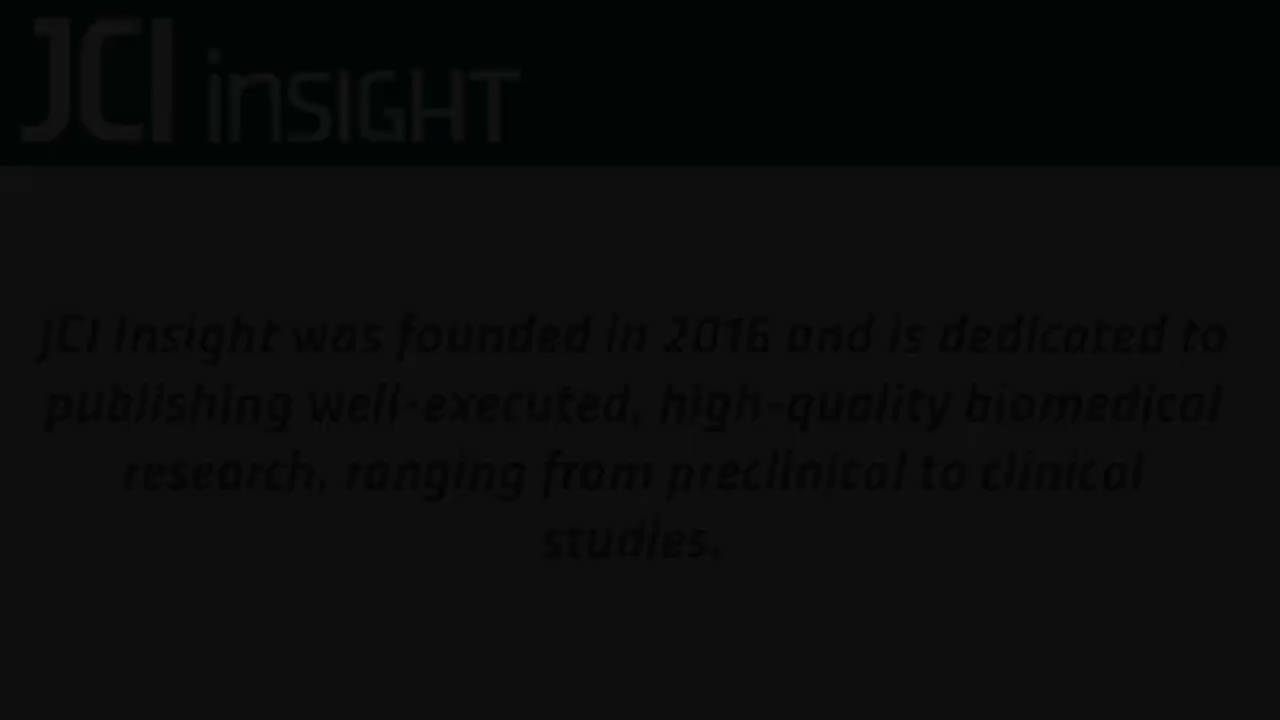 JCI insight
JCI Insight was founded in 2016 and is dedicated to
publishing well-executed, high-quality biomedical
research, ranging from preclinical to clinical
studies.